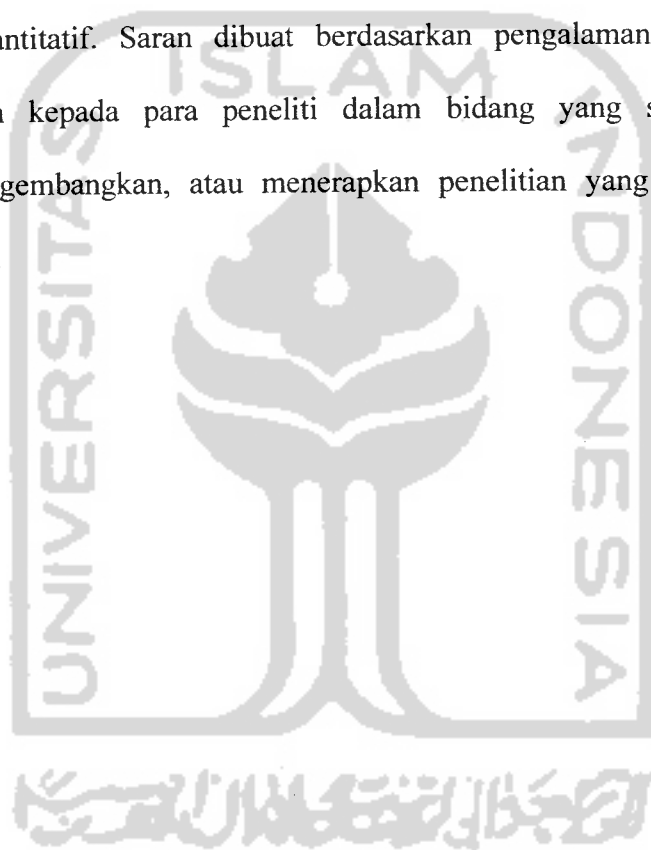 antitatif. Saran dibuat berdasarkan pengalaman
kepada para peneliti dalam bidang yang s
gembangkan, atau menerapkan penelitian yang
ISLAM
UNIVERSITAS
INDONESIA